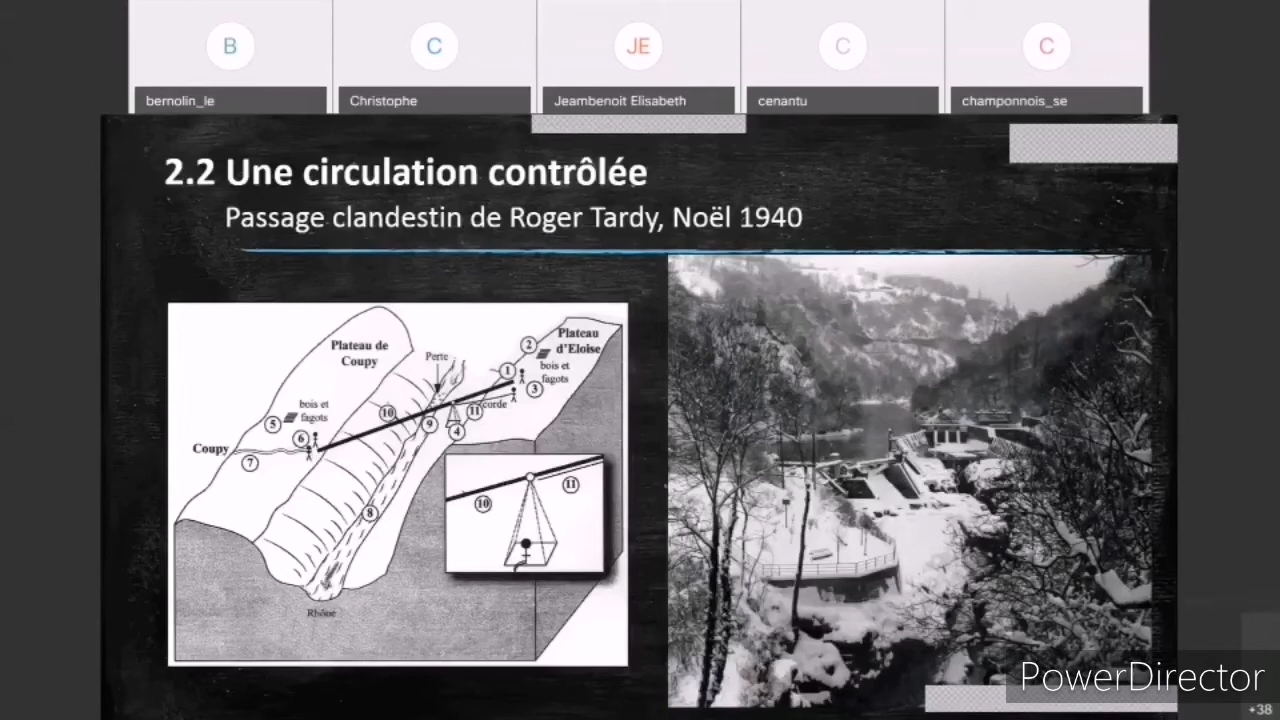 B
C
JE
C
C
bernolin_le
Christophe
Jeambenoit Elisabeth
cenantu
champonnois_se
2.2 Une circulation contrôlée
Passage clandestin de Roger Tardy, Noël 1940
Plateau de
Coupy
Perte
Plateau
d'Eloise
2
bois et
fagots
1
3
bois et
fagots
corde
5
10
11
9
4
6
Coupy
7
8
10
11
Rhône
PowerDirector
+38